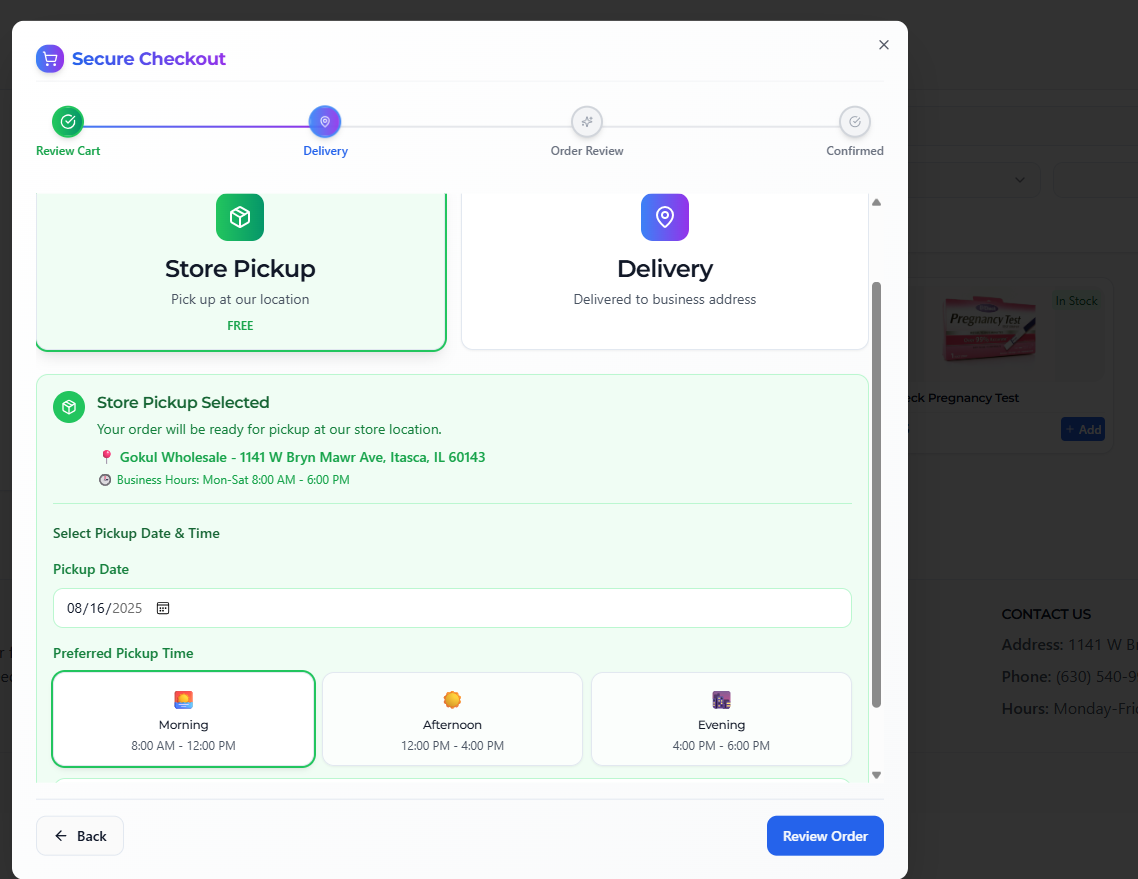 Secure Checkout
Review Cart
Delivery
Order Review
Confirmed
Store Pickup
Pick up at our location
FREE
Delivery
Delivered to business address
Store Pickup Selected
Your order will be ready for pickup at our store location.
Gokul Wholesale - 1141 W Bryn Mawr Ave, Itasca, IL 60143
Business Hours: Mon-Sat 8:00 AM - 6:00 PM
Select Pickup Date & Time
Pickup Date
08/16/2025
Preferred Pickup Time
Morning
8:00 AM - 12:00 PM
Afternoon
12:00 PM - 4:00 PM
Evening
4:00 PM - 6:00 PM
Back
Review Order
In Stock
Pregnancy Test
eck Pregnancy Test
+ Add
CONTACT US
Address: 1141 W B
Phone: (630) 540-9
Hours: Monday-Fri